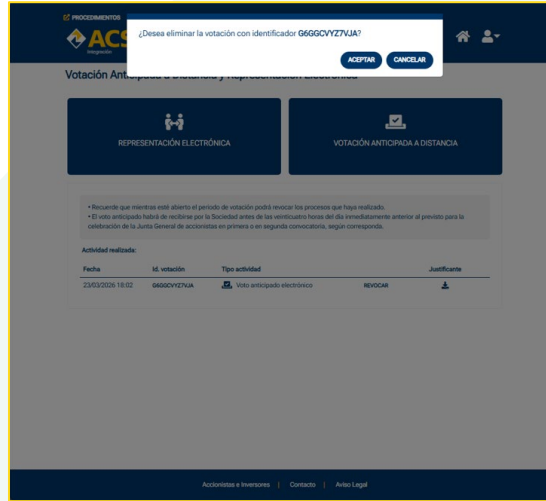 PROCEDIMIENTOS
ACS
Integración
¿Desea eliminar la votación con identificador G6GGCVYZ7VJA?
ACEPTAR CANCELAR
Votación Anticipada a Distancia y Representación Electrónica
REPRESENTACIÓN ELECTRÓNICA
VOTACIÓN ANTICIPADA A DISTANCIA
• Recuerde que mientras esté abierto el periodo de votación podrá revocar los procesos que haya realizado.
• El voto anticipado habrá de recibirse por la Sociedad antes de las veinticuatro horas del día inmediatamente anterior al previsto para la
celebración de la Junta General de accionistas en primera o en segunda convocatoria, según corresponda.
Actividad realizada:
Fecha Id. votación Tipo actividad Justificante
23/03/2026 18:02 G6GGCVYZ7VJA Voto anticipado electrónico REVOCAR
Accionistas e Inversores | Contacto | Aviso Legal